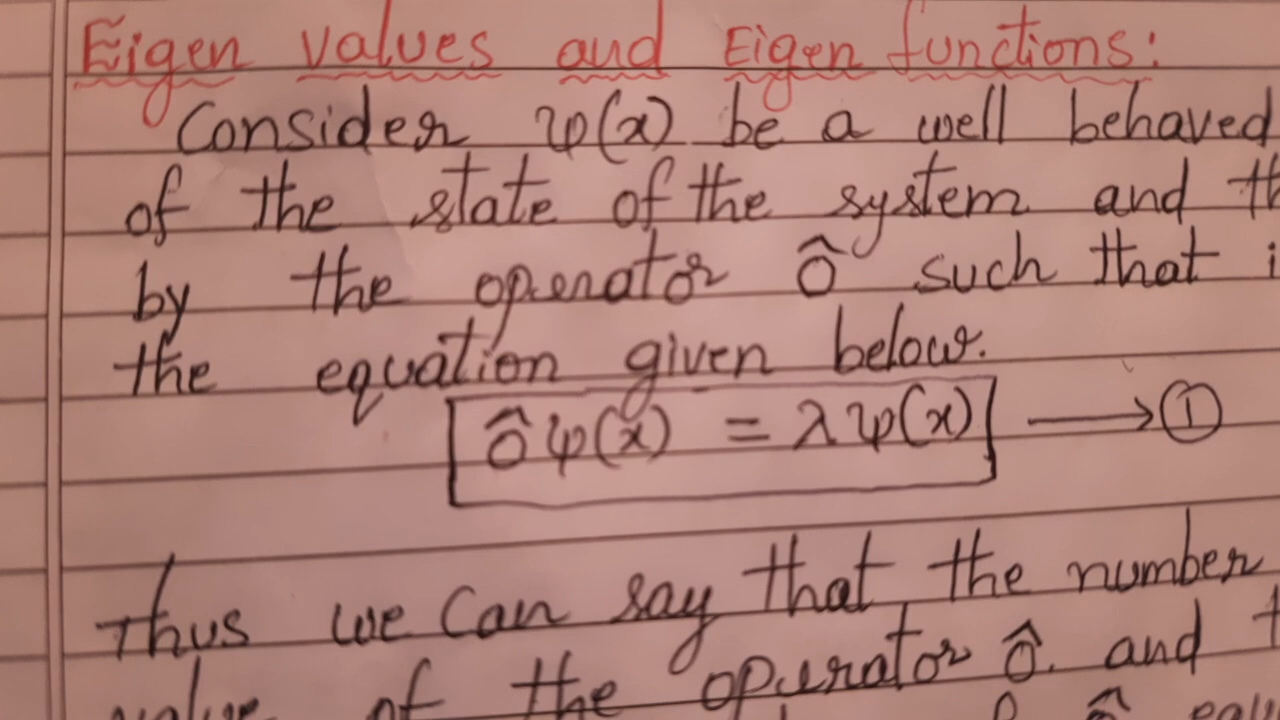 Eigen values and Eigen functions:
Consider ψ(x) be a well behaved
of the state of the system and
by the operator ô such that
the equation given below.
ôψ(x) = λψ(x) ⟶ ①
Thus we can say that the number
value of the operator ô. and